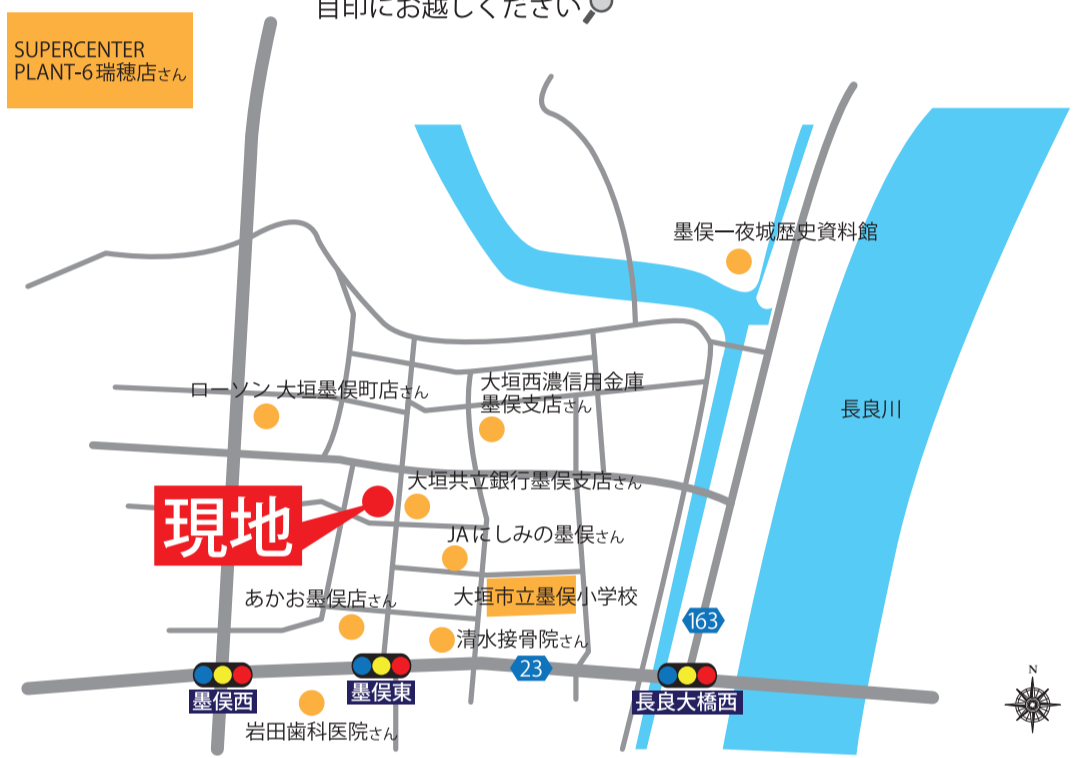 目印にお越しください
SUPERCENTER
PLANT-6瑞穂店さん
墨俣一夜城歴史資料館
ローソン 大垣墨俣町店さん
大垣西濃信用金庫
墨俣支店さん
長良川
大垣共立銀行墨俣支店さん
現地
JAにしみの墨俣さん
あかお墨俣店さん
大垣市立墨俣小学校
163
清水接骨院さん
23
墨俣西
墨俣東
長良大橋西
岩田歯科医院さん
N